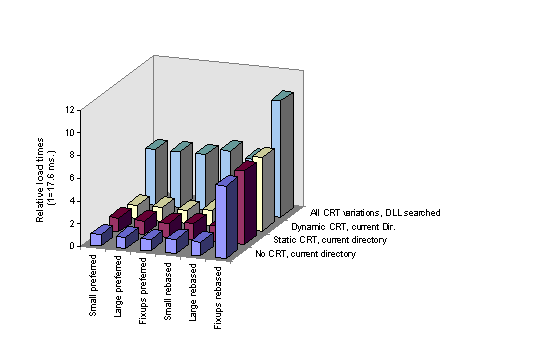 12
10
8
6
4
2
0
Relative load times
(1=17.6 ms.)
All CRT variations, DLL searched
Dynamic CRT, current Dir.
Static CRT, current directory
No CRT, current directory
Small preferred
Large preferred
Fixups preferred
Small rebased
Large rebased
Fixups rebased